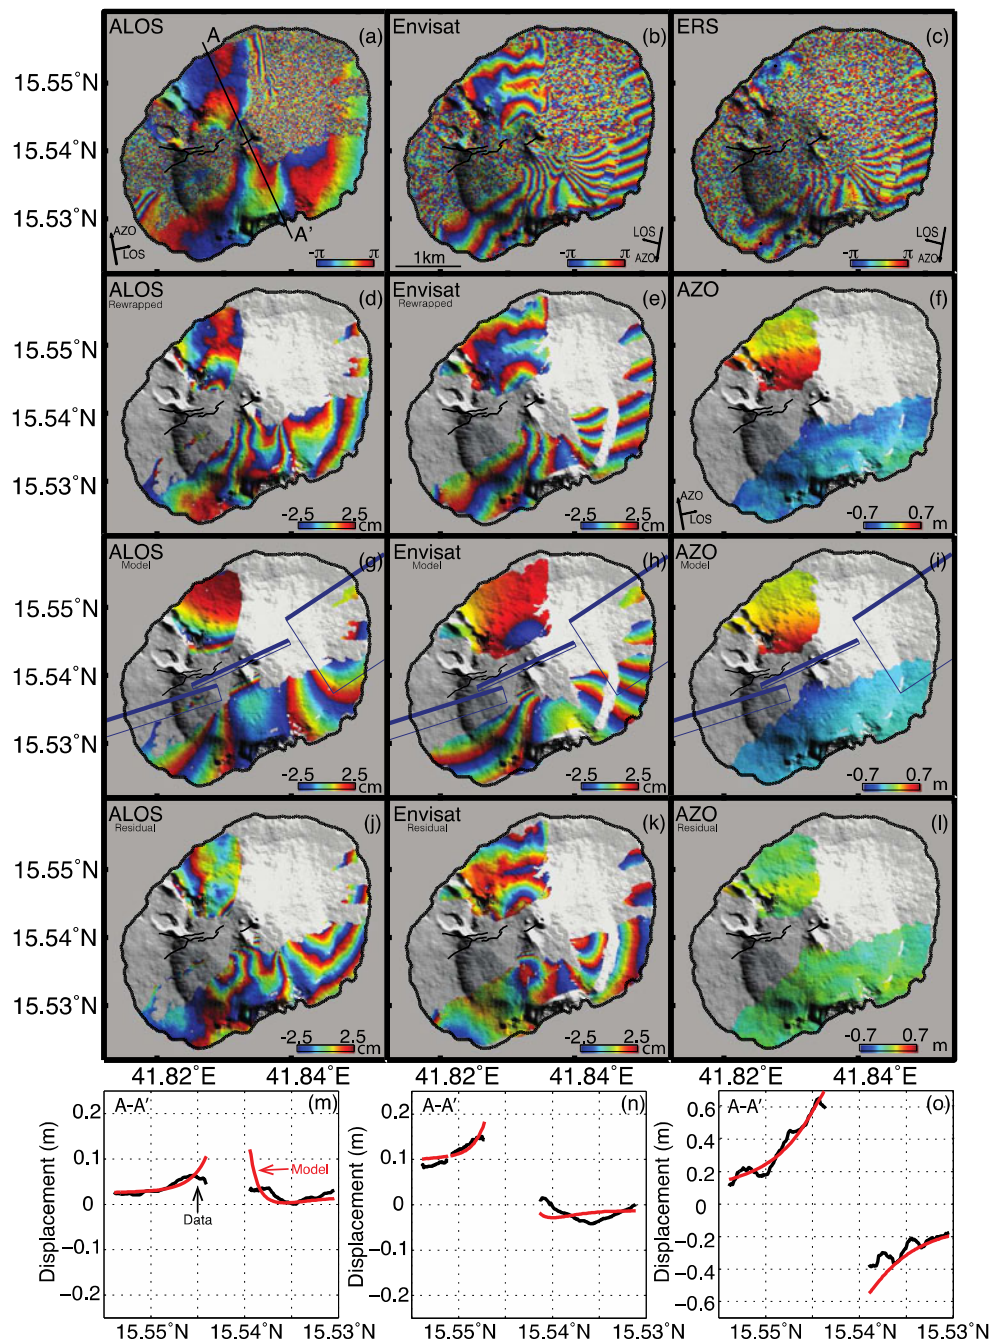 ALOS
(a)
A
A'
AZO
LOS
-π π
Envisat
(b)
1km
LOS
AZO
-π π
ERS
(c)
LOS
AZO
-π π
15.55°N
15.54°N
15.53°N
ALOS
Rewrapped
(d)
-2.5 2.5
cm
Envisat
Rewrapped
(e)
-2.5 2.5
cm
AZO
(f)
AZO
LOS
-0.7 0.7
m
15.55°N
15.54°N
15.53°N
ALOS
Model
(g)
-2.5 2.5
cm
Envisat
Model
(h)
-2.5 2.5
cm
AZO
Model
(i)
-0.7 0.7
m
15.55°N
15.54°N
15.53°N
ALOS
Residual
(j)
-2.5 2.5
cm
Envisat
Residual
(k)
-2.5 2.5
cm
AZO
Residual
(l)
-0.7 0.7
m
15.55°N
15.54°N
15.53°N
41.82°E 41.84°E
41.82°E 41.84°E
41.82°E 41.84°E
A-A'
(m)
Displacement (m)
0.2
0.1
0
−0.1
−0.2
Model
Data
15.55°N 15.54°N 15.53°N
A-A'
(n)
Displacement (m)
0.2
0.1
0
−0.1
−0.2
15.55°N 15.54°N 15.53°N
A-A'
(o)
Displacement (m)
0.6
0.4
0.2
0
−0.2
−0.4
−0.6
15.55°N 15.54°N 15.53°N